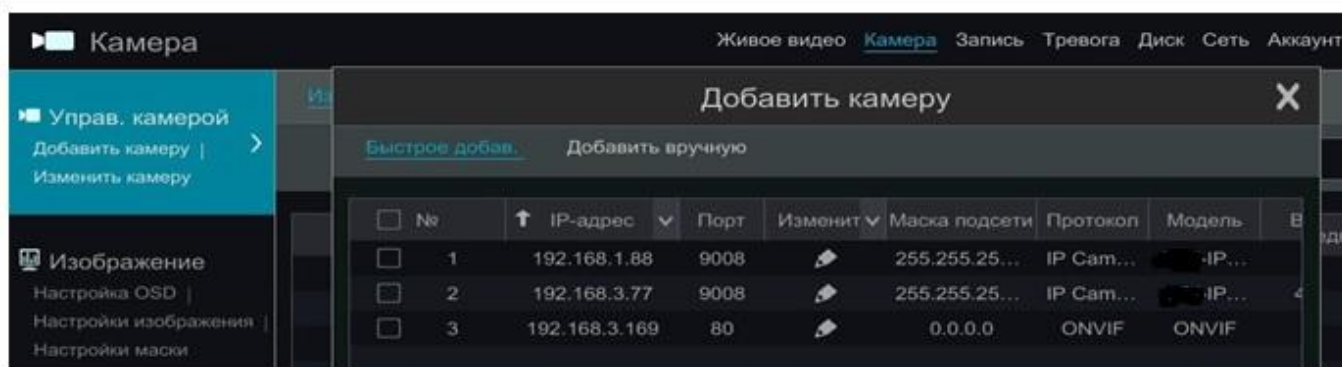 Камера
Живое видео Камера Запись Тревога Диск Сеть Аккаунт
Добавить камеру
Управ. камерой
Добавить камеру |
Изменить камеру
Быстрое добав. Добавить вручную
№ IP-адрес Порт Изменит Маска подсети Протокол Модель В
1 192.168.1.88 9008 255.255.25... IP Cam... -IP...
2 192.168.3.77 9008 255.255.25... IP Cam... -IP...
3 192.168.3.169 80 0.0.0.0 ONVIF ONVIF
Изображение
Настройка OSD |
Настройки изображения |
Настройки маски